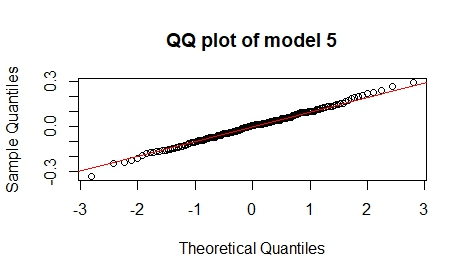 QQ plot of model 5
Sample Quantiles
0.3
0.0
-0.3
-3 -2 -1 0 1 2 3
Theoretical Quantiles